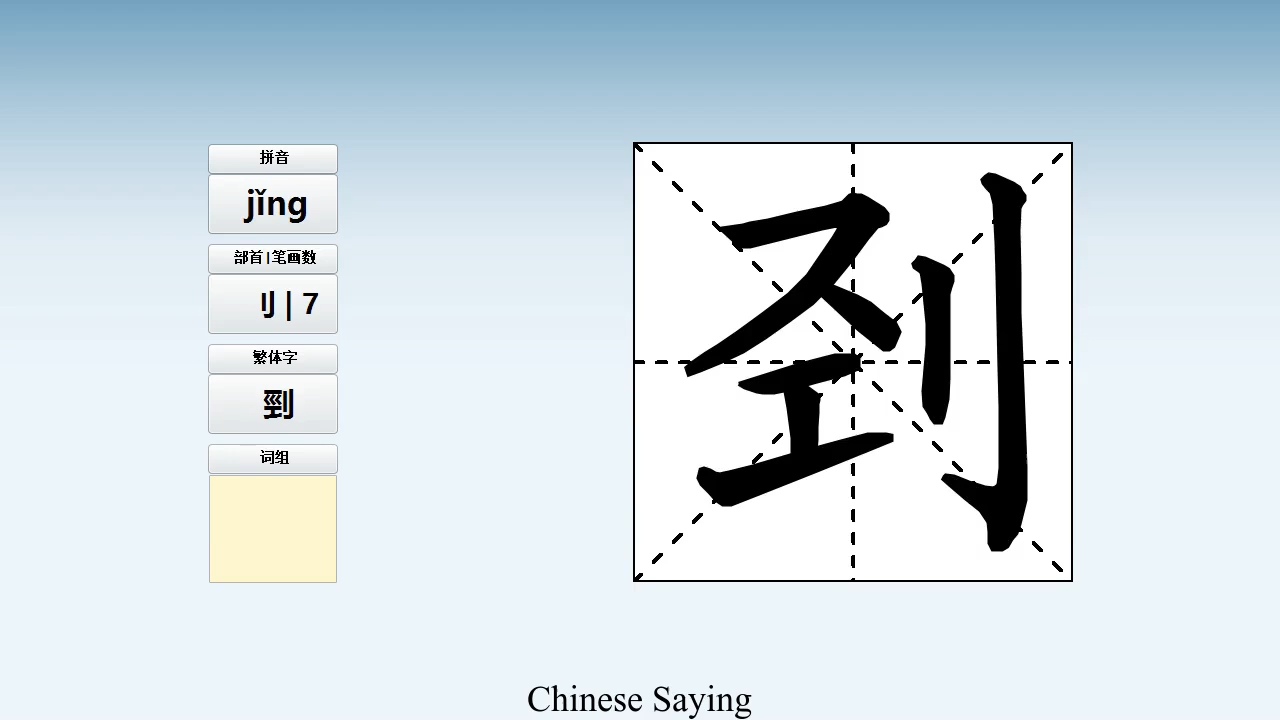 拼音
jǐng
部首|笔画数
刂 | 7
繁体字
剄
词组
刭
Chinese Saying